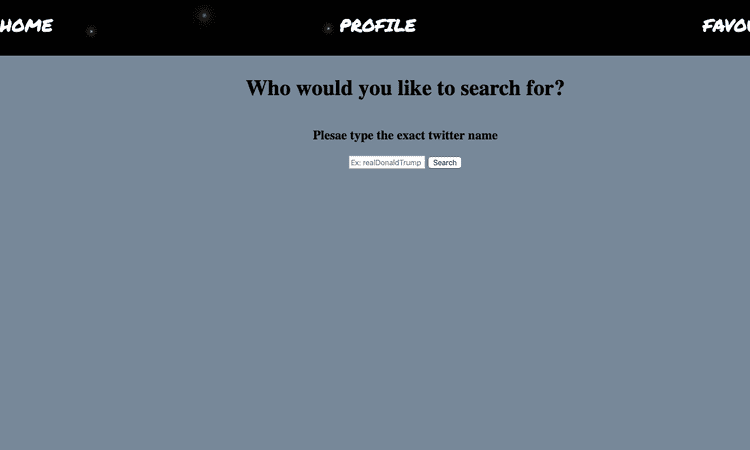 HOME PROFILE FAVOU
Who would you like to search for?
Plesae type the exact twitter name
Ex: realDonaldTrump Search